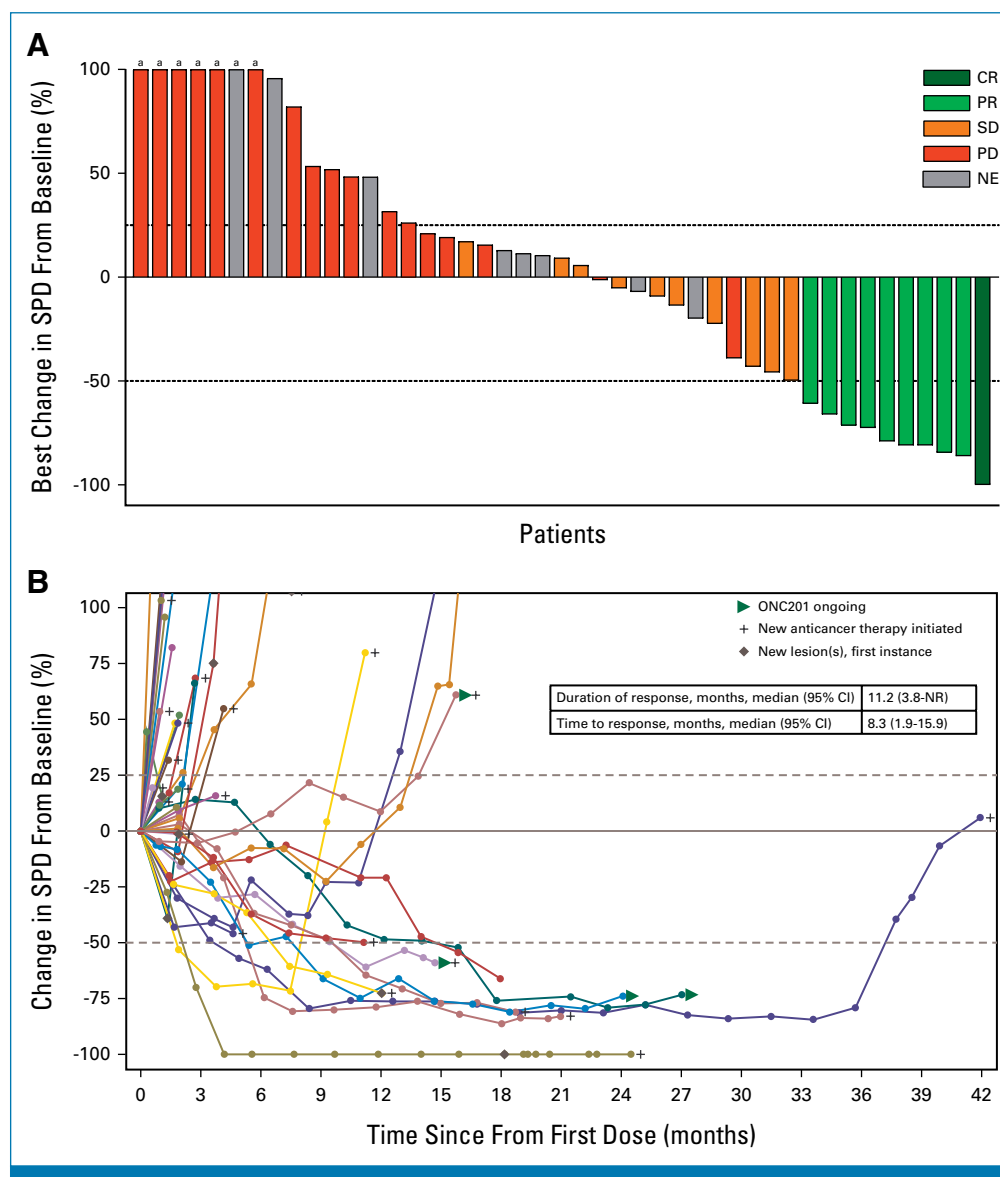 A
Best Change in SPD From Baseline (%)
100
50
0
-50
-100
a a a a a a a
CR
PR
SD
PD
NE
Patients
B
Change in SPD From Baseline (%)
100
75
50
25
0
-25
-50
-75
-100
ONC201 ongoing
New anticancer therapy initiated
New lesion(s), first instance
Duration of response, months, median (95% CI) 11.2 (3.8-NR)
Time to response, months, median (95% CI) 8.3 (1.9-15.9)
0 3 6 9 12 15 18 21 24 27 30 33 36 39 42
Time Since From First Dose (months)